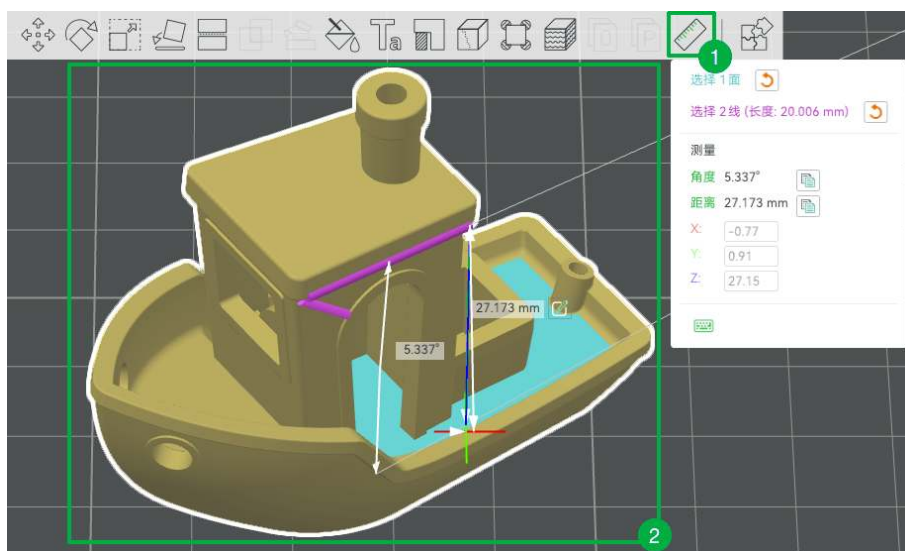 Ta
O
P
1
选择 1 面
选择 2 线 (长度: 20.006 mm)
测量
角度 5.337°
距离 27.173 mm
X: -0.77
Y: 0.91
Z: 27.15
27.173 mm
5.337°
2